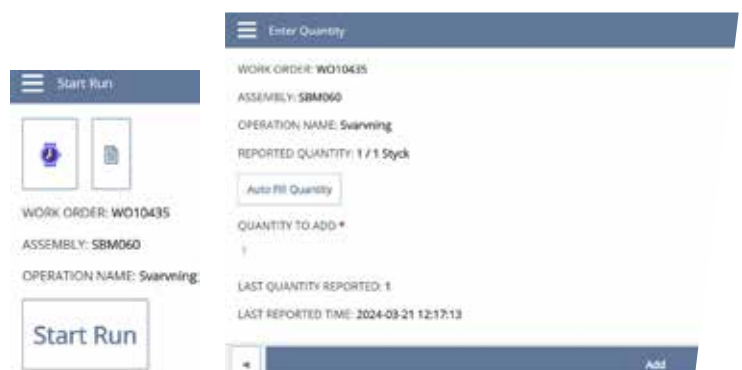 Start Run
WORK ORDER: WO10435
ASSEMBLY: SBM060
OPERATION NAME: Svarvning
Start Run
Enter Quantity
WORK ORDER: WO10435
ASSEMBLY: SBM060
OPERATION NAME: Svarvning
REPORTED QUANTITY: 1 / 1 Styck
Auto Fill Quantity
QUANTITY TO ADD *
1
LAST QUANTITY REPORTED: 1
LAST REPORTED TIME: 2024-03-21 12:17:13
Add